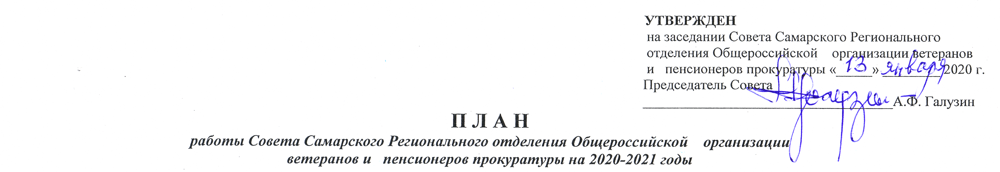 УТВЕРЖДЕН
на заседании Совета Самарского Регионального
отделения Общероссийской организации ветеранов
и пенсионеров прокуратуры «13» января 2020 г.
Председатель Совета
А.Ф. Галузин
П Л А Н
работы Совета Самарского Регионального отделения Общероссийской организации
ветеранов и пенсионеров прокуратуры на 2020-2021 годы